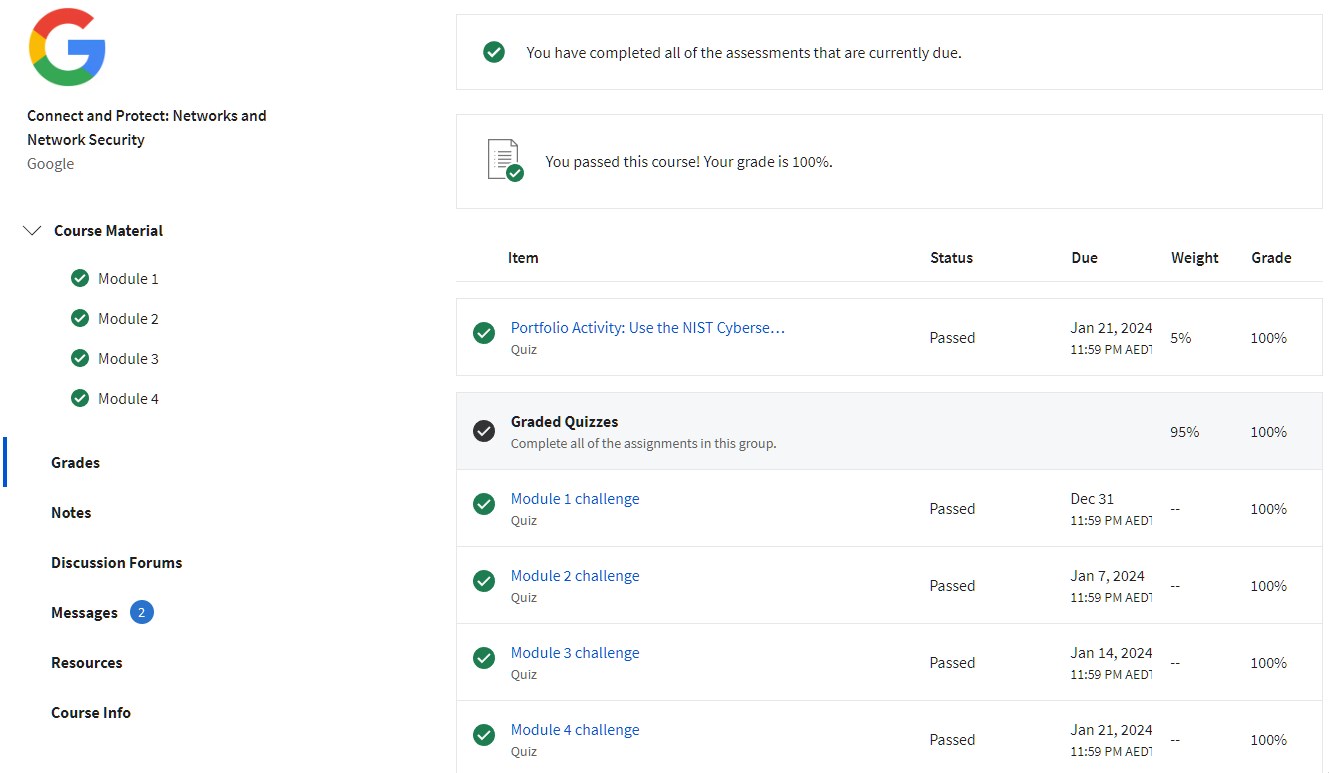 Connect and Protect: Networks and
Network Security
Google
Course Material
Module 1
Module 2
Module 3
Module 4
Grades
Notes
Discussion Forums
Messages 2
Resources
Course Info
You have completed all of the assessments that are currently due.
You passed this course! Your grade is 100%.
Item Status Due Weight Grade
Portfolio Activity: Use the NIST Cyberse… Passed Jan 21, 2024 5% 100%
Quiz 11:59 PM AEDT
Graded Quizzes 95% 100%
Complete all of the assignments in this group.
Module 1 challenge Passed Dec 31 -- 100%
Quiz 11:59 PM AEDT
Module 2 challenge Passed Jan 7, 2024 -- 100%
Quiz 11:59 PM AEDT
Module 3 challenge Passed Jan 14, 2024 -- 100%
Quiz 11:59 PM AEDT
Module 4 challenge Passed Jan 21, 2024 -- 100%
Quiz 11:59 PM AEDT